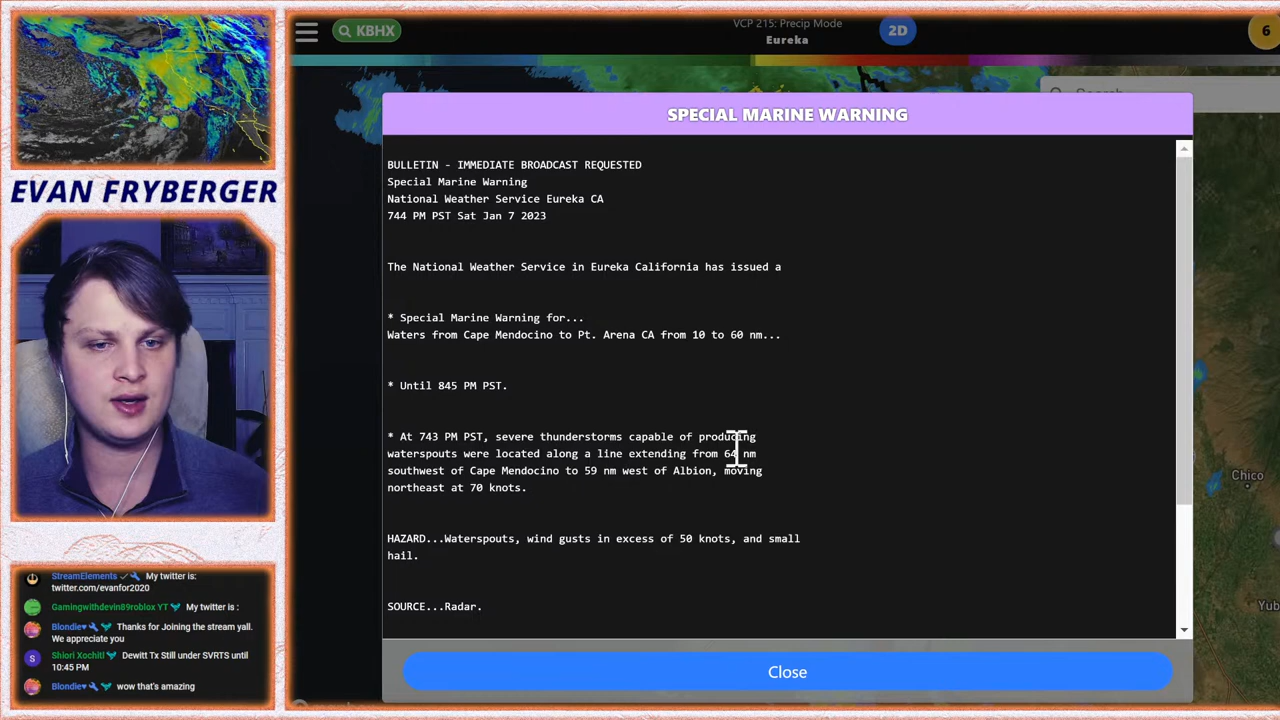 KBHX
VCP 215: Precip Mode
Eureka
2D
6
EVAN FRYBERGER
SPECIAL MARINE WARNING
BULLETIN - IMMEDIATE BROADCAST REQUESTED
Special Marine Warning
National Weather Service Eureka CA
744 PM PST Sat Jan 7 2023
The National Weather Service in Eureka California has issued a
* Special Marine Warning for...
Waters from Cape Mendocino to Pt. Arena CA from 10 to 60 nm...
* Until 845 PM PST.
* At 743 PM PST, severe thunderstorms capable of producing
waterspouts were located along a line extending from 64 nm
southwest of Cape Mendocino to 59 nm west of Albion, moving
northeast at 70 knots.
HAZARD...Waterspouts, wind gusts in excess of 50 knots, and small
hail.
SOURCE...Radar.
Close
Chico
Yub
StreamElements My twitter is:
twitter.com/evanfor2020
Gamingwithdevin89roblox YT My twitter is :
Blondie♥ Thanks for Joining the stream yall.
We appreciate you
S Shiori Xochitl Dewitt Tx Still under SVRTS until
10:45 PM
Blondie♥ wow that's amazing